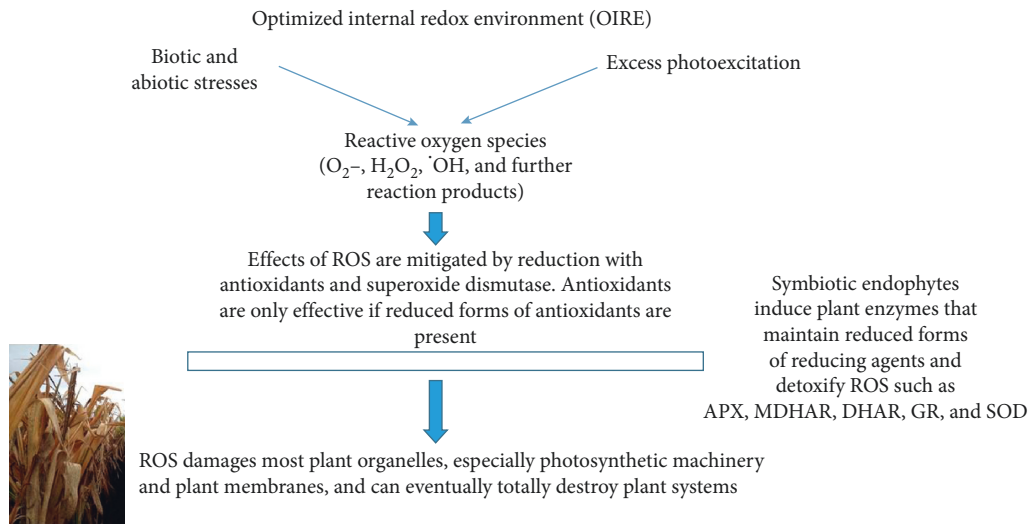 Optimized internal redox environment (OIRE)
Biotic and
abiotic stresses
Excess photoexcitation
Reactive oxygen species
(O₂–, H₂O₂, ˙OH, and further
reaction products)
Effects of ROS are mitigated by reduction with
antioxidants and superoxide dismutase. Antioxidants
are only effective if reduced forms of antioxidants are
present
Symbiotic endophytes
induce plant enzymes that
maintain reduced forms
of reducing agents and
detoxify ROS such as
APX, MDHAR, DHAR, GR, and SOD
ROS damages most plant organelles, especially photosynthetic machinery
and plant membranes, and can eventually totally destroy plant systems